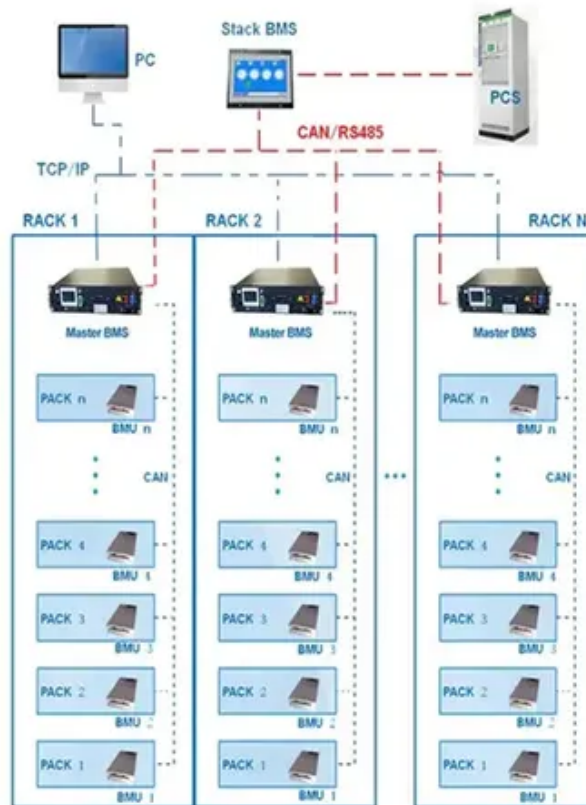 PC
Stack BMS
PCS
CAN/RS485
TCP/IP
RACK 1
RACK 2
RACK N
Master BMS
Master BMS
Master BMS
PACK n
BMU n
PACK n
BMU n
PACK n
BMU n
CAN
CAN
CAN
PACK 4
BMU 4
PACK 4
BMU 4
PACK 4
BMU 4
PACK 3
BMU 3
PACK 3
BMU 3
PACK 3
BMU 3
PACK 2
BMU 2
PACK 2
BMU 2
PACK 2
BMU 2
PACK 1
BMU 1
PACK 1
BMU 1
PACK 1
BMU 1